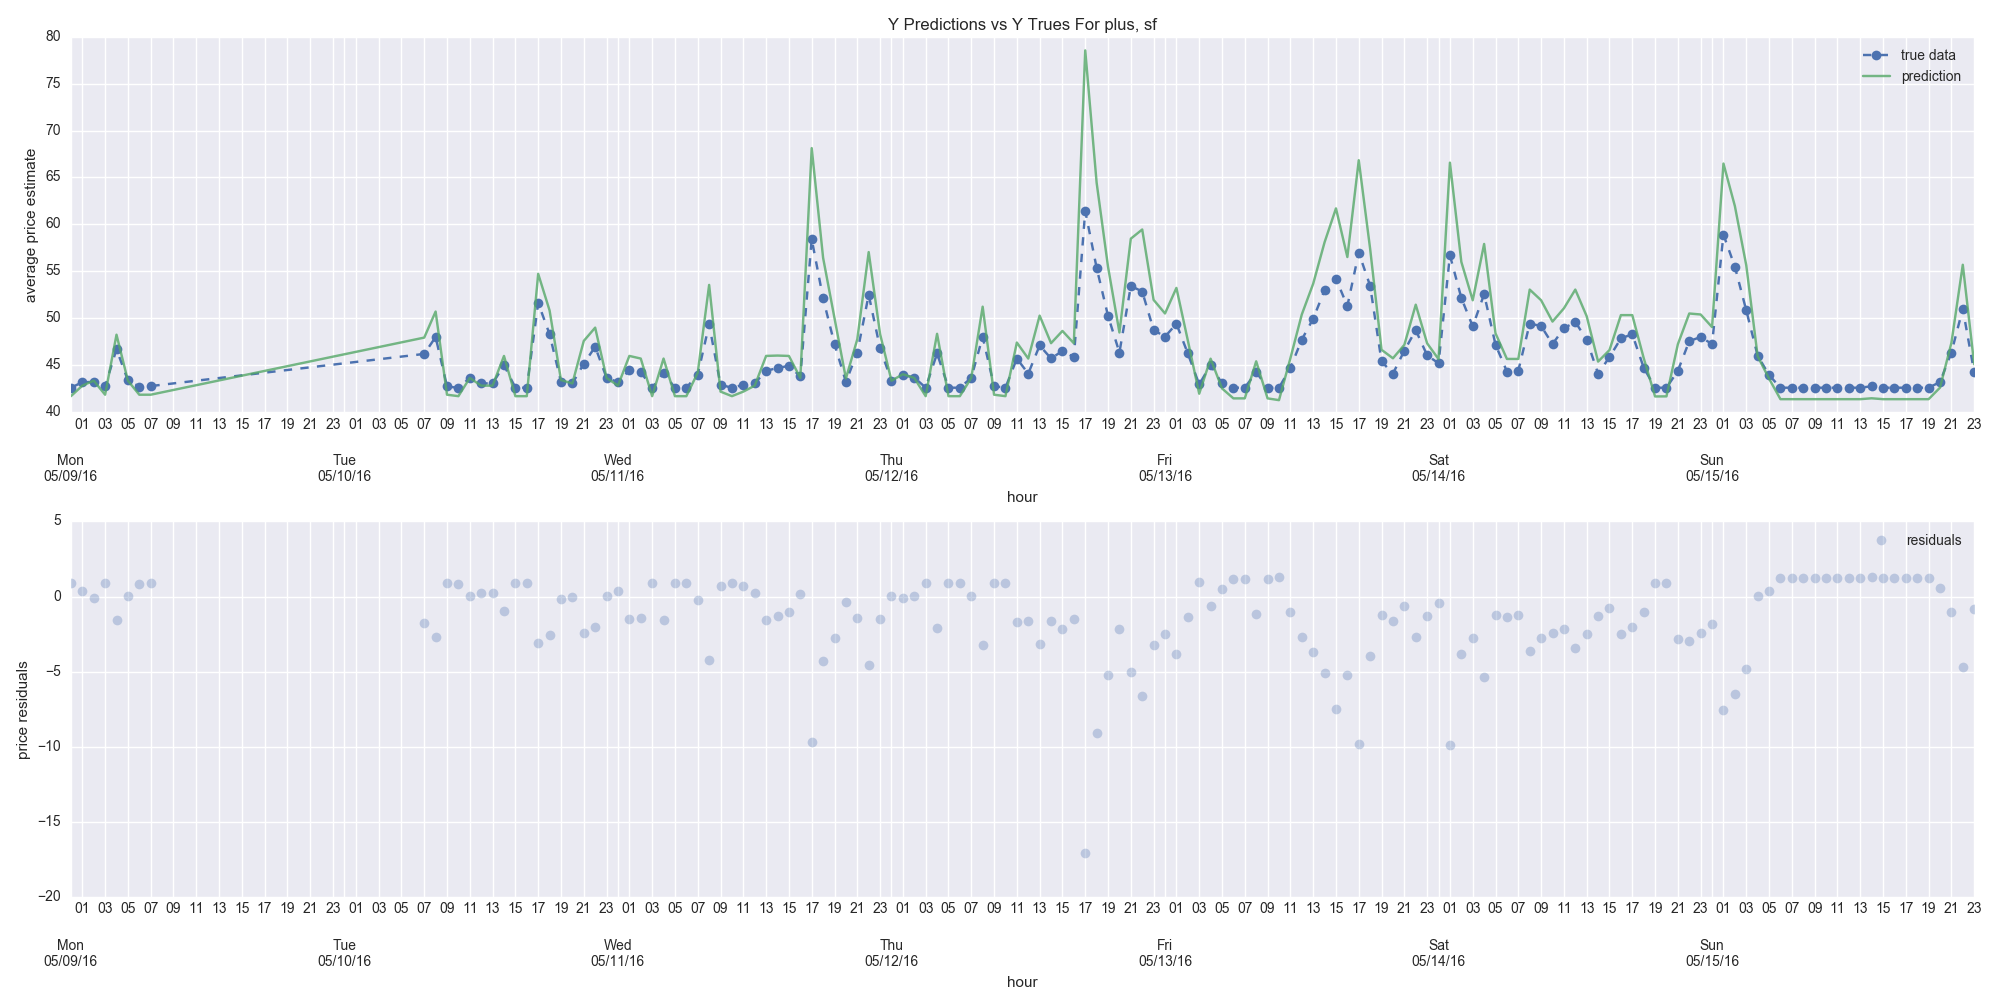 Y Predictions vs Y Trues For plus, sf
average price estimate
80
75
70
65
60
55
50
45
40
true data
prediction
01 03 05 07 09 11 13 15 17 19 21 23 01 03 05 07 09 11 13 15 17 19 21 23 01 03 05 07 09 11 13 15 17 19 21 23 01 03 05 07 09 11 13 15 17 19 21 23 01 03 05 07 09 11 13 15 17 19 21 23 01 03 05 07 09 11 13 15 17 19 21 23 01 03 05 07 09 11 13 15 17 19 21 23
Mon Tue Wed Thu Fri Sat Sun
05/09/16 05/10/16 05/11/16 05/12/16 05/13/16 05/14/16 05/15/16
hour
price residuals
5
0
−5
−10
−15
−20
residuals
01 03 05 07 09 11 13 15 17 19 21 23 01 03 05 07 09 11 13 15 17 19 21 23 01 03 05 07 09 11 13 15 17 19 21 23 01 03 05 07 09 11 13 15 17 19 21 23 01 03 05 07 09 11 13 15 17 19 21 23 01 03 05 07 09 11 13 15 17 19 21 23 01 03 05 07 09 11 13 15 17 19 21 23
Mon Tue Wed Thu Fri Sat Sun
05/09/16 05/10/16 05/11/16 05/12/16 05/13/16 05/14/16 05/15/16
hour